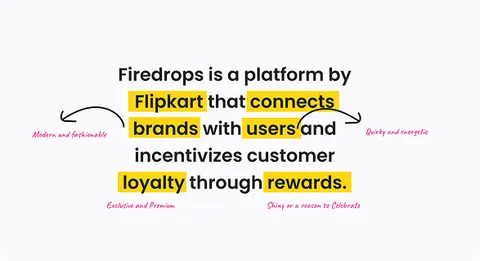 Firedrops is a platform by
Flipkart that connects
brands with users and
Modern and fashionable
Quirky and energetic
incentivizes customer
loyalty through rewards.
Exclusive and Premium
Shiny or a reason to Celebrate